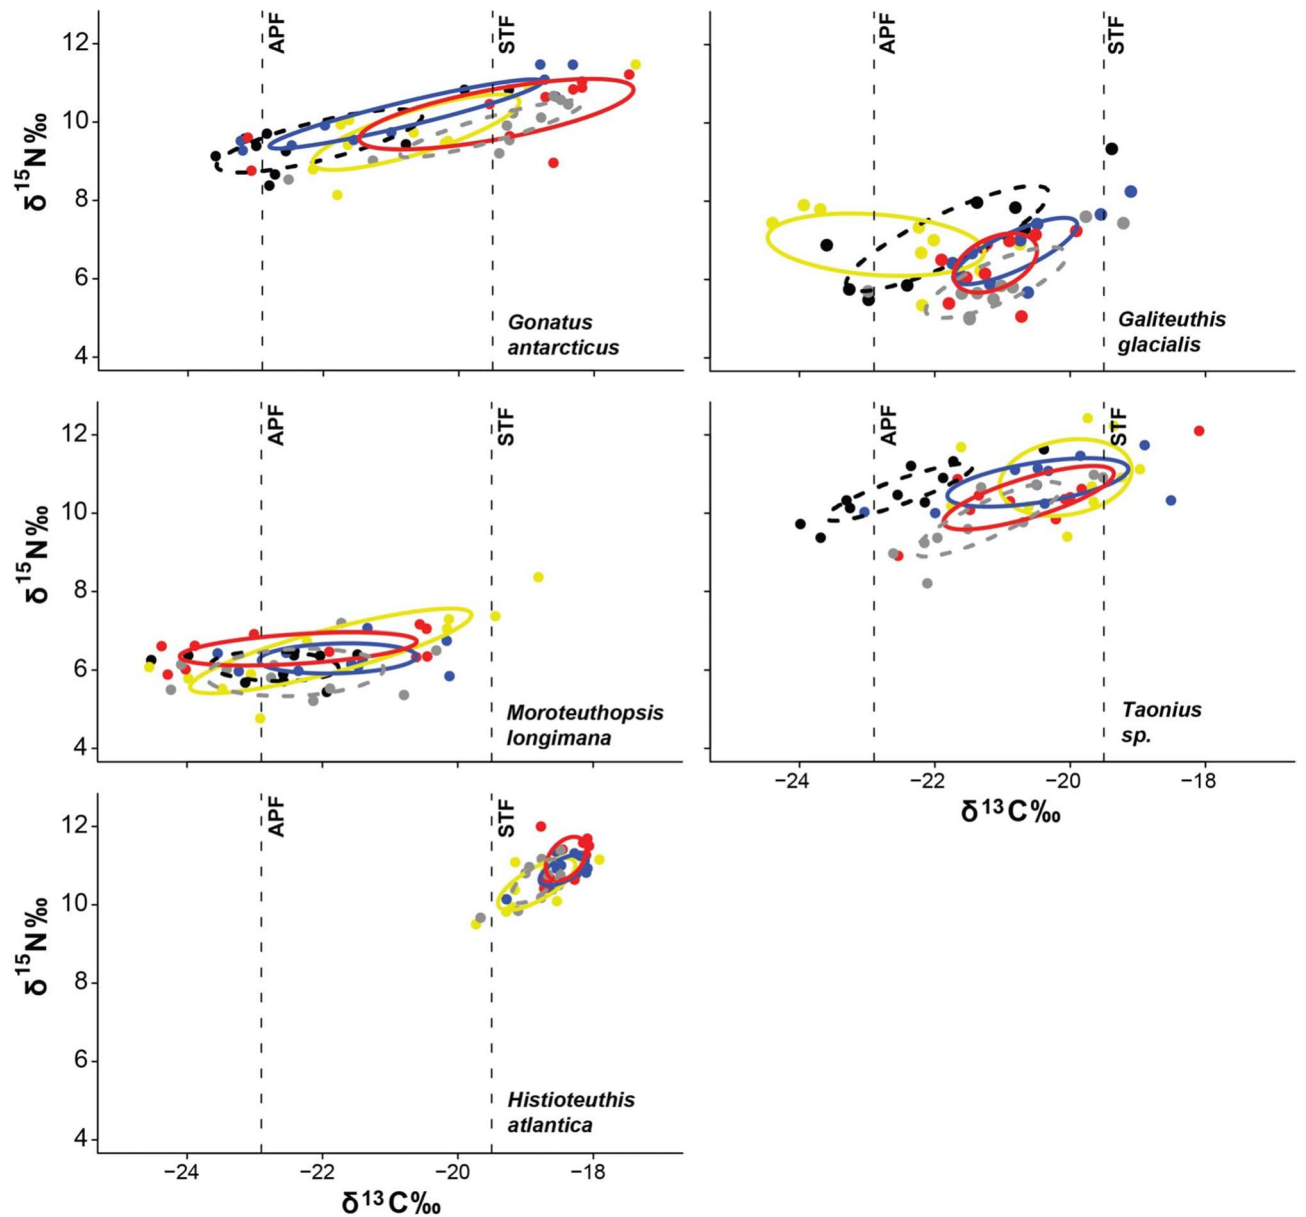 APF
STF
12
10
8
6
4
δ15N‰
Gonatus
antarcticus
APF
STF
Galiteuthis
glacialis
APF
STF
12
10
8
6
4
δ15N‰
Moroteuthopsis
longimana
APF
STF
Taonius
sp.
−24
−22
−20
−18
δ13C‰
APF
STF
12
10
8
6
4
δ15N‰
Histioteuthis
atlantica
−24
−22
−20
−18
δ13C‰